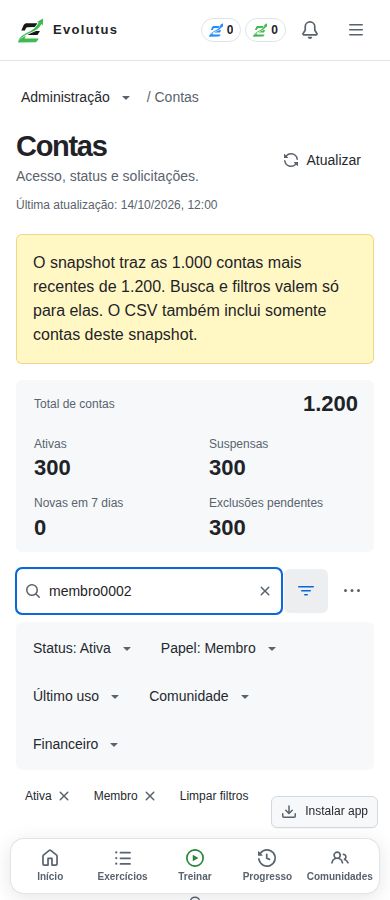 Evolutus
0
0
Administração
/ Contas
Contas
Acesso, status e solicitações.
Última atualização: 14/10/2026, 12:00
Atualizar
O snapshot traz as 1.000 contas mais
recentes de 1.200. Busca e filtros valem só
para elas. O CSV também inclui somente
contas deste snapshot.
Total de contas
1.200
Ativas
Suspensas
300
300
Novas em 7 dias
Exclusões pendentes
0
300
membro0002
Status: Ativa
Papel: Membro
Último uso
Comunidade
Financeiro
Ativa
Membro
Limpar filtros
Instalar app
Início
Exercícios
Treinar
Progresso
Comunidades